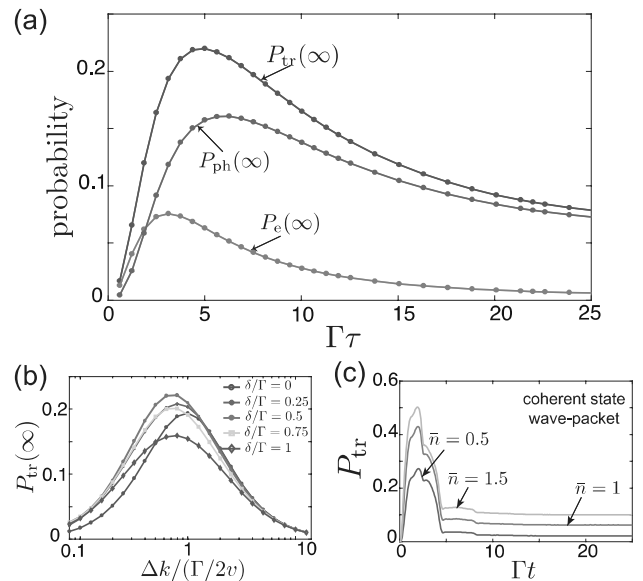 (a)
0.2
P_tr(∞)
P_ph(∞)
0.1
P_e(∞)
probability
0
0 5 10 15 20 25
Γτ
(b)
δ/Γ = 0
δ/Γ = 0.25
δ/Γ = 0.5
δ/Γ = 0.75
δ/Γ = 1
0.20
0.1
0
P_tr(∞)
0.1 1 10
Δk/(Γ/2v)
(c)
0.6
coherent state
wave-packet
0.4
n̄ = 0.5
n̄ = 1.5
n̄ = 1
0.2
0
P_tr
0 5 10 15 20 25
Γt